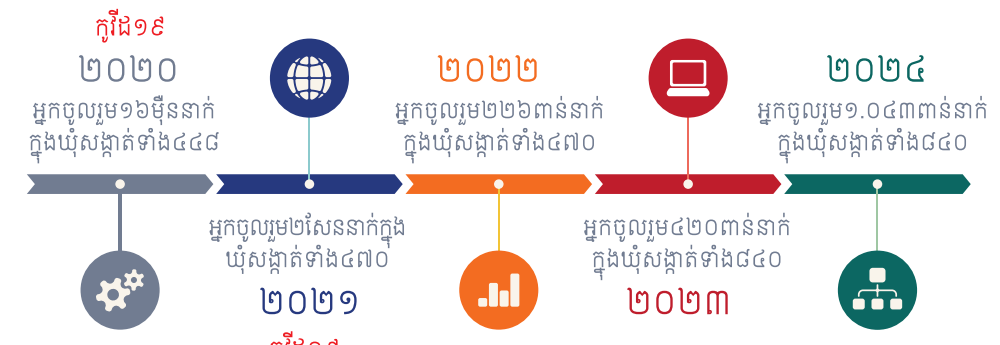 កូវីដ១៩
២០២០
អ្នកចូលរួម១៦ម៉ឺននាក់
ក្នុងឃុំសង្កាត់ទាំង៤៤៨
អ្នកចូលរួម២សែននាក់ក្នុង
ឃុំសង្កាត់ទាំង៤៧០
២០២១
កូវីដ១៩
២០២២
អ្នកចូលរួម២២៦ពាន់នាក់
ក្នុងឃុំសង្កាត់ទាំង៤៧០
អ្នកចូលរួម៤២០ពាន់នាក់
ក្នុងឃុំសង្កាត់ទាំង៨៤០
២០២៣
២០២៤
អ្នកចូលរួម១.០៤៣ពាន់នាក់
ក្នុងឃុំសង្កាត់ទាំង៨៤០